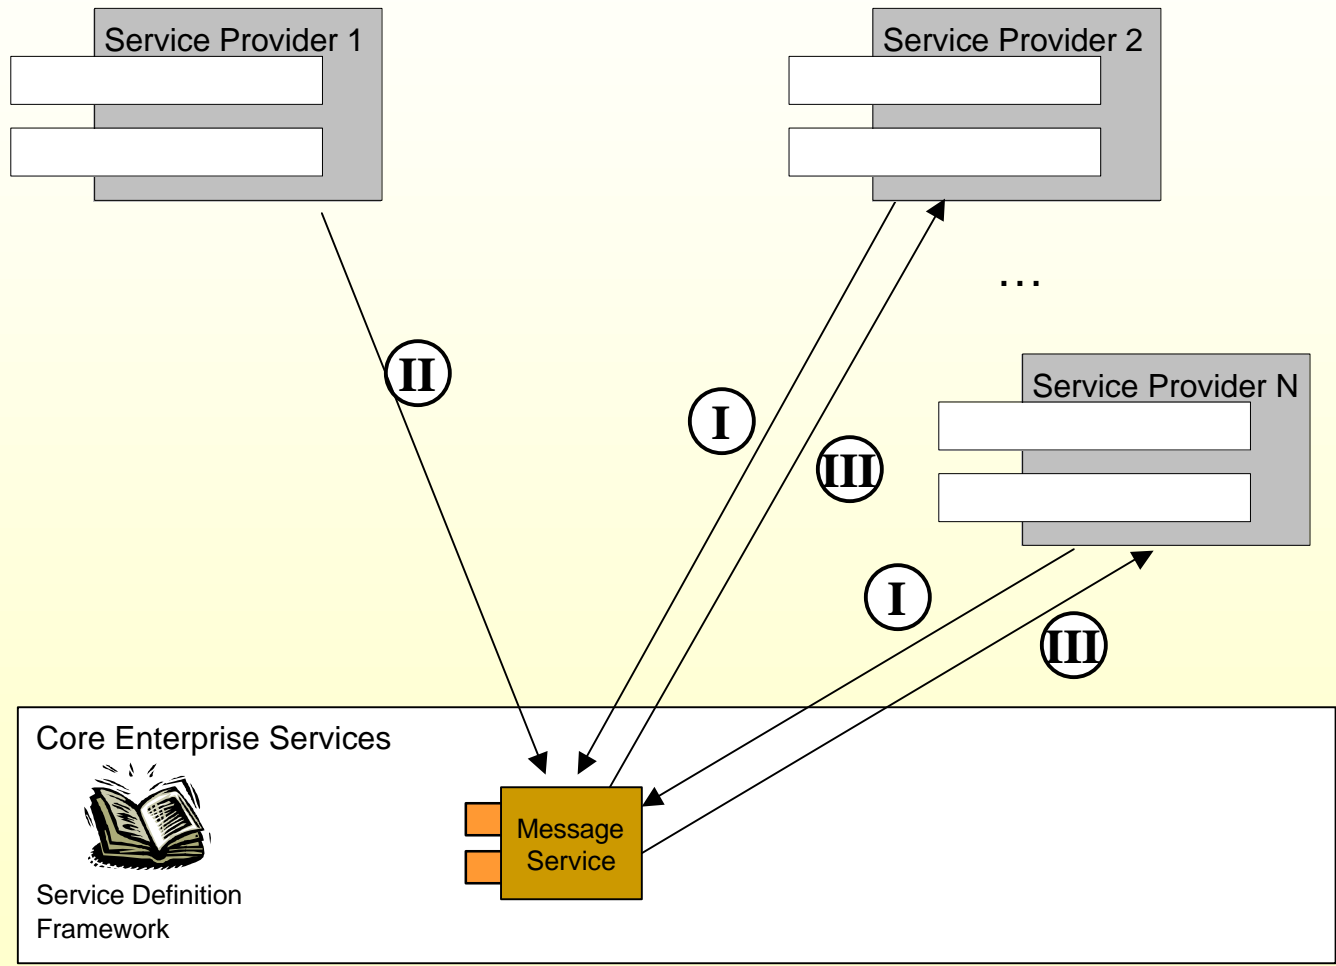 Service Provider 1
Service Provider 2
…
II
I
III
Service Provider N
I
III
Core Enterprise Services
Message
Service
Service Definition
Framework